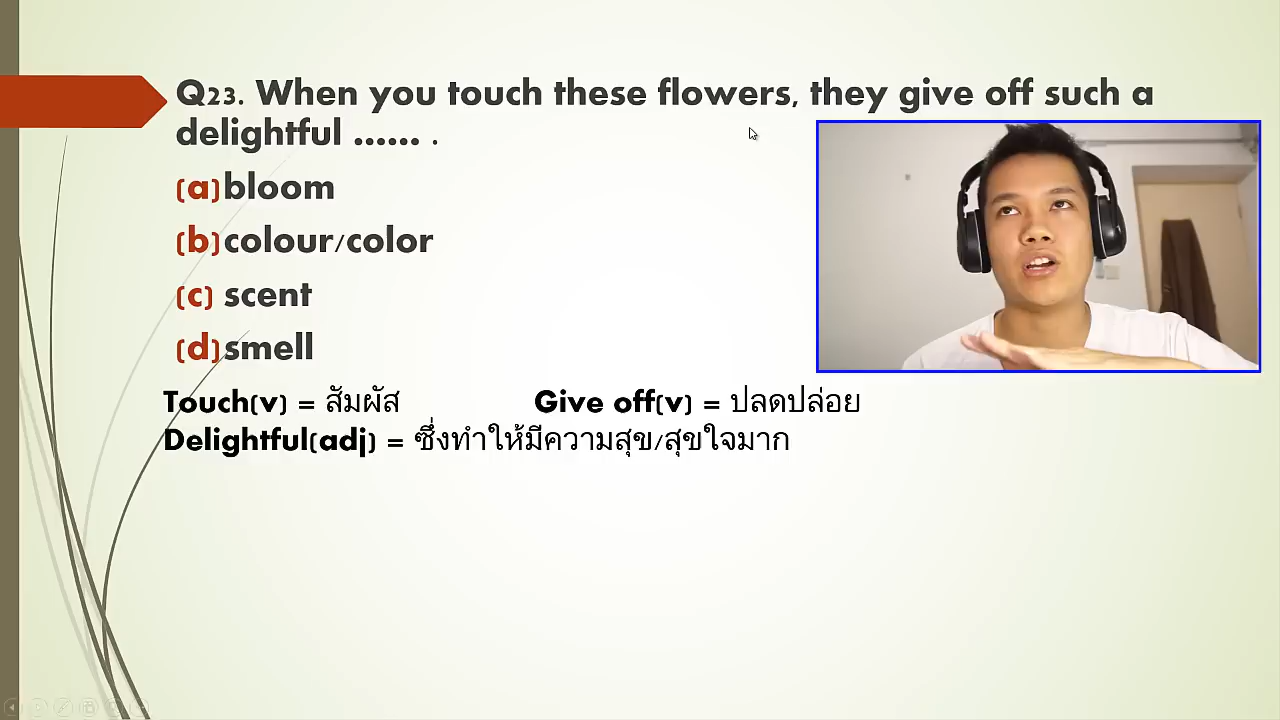 Q23. When you touch these flowers, they give off such a
delightful ...... .
(a) bloom
(b) colour/color
(c) scent
(d) smell
Touch(v) = สัมผัส Give off(v) = ปลดปล่อย
Delightful(adj) = ซึ่งทำให้มีความสุข/สุขใจมาก